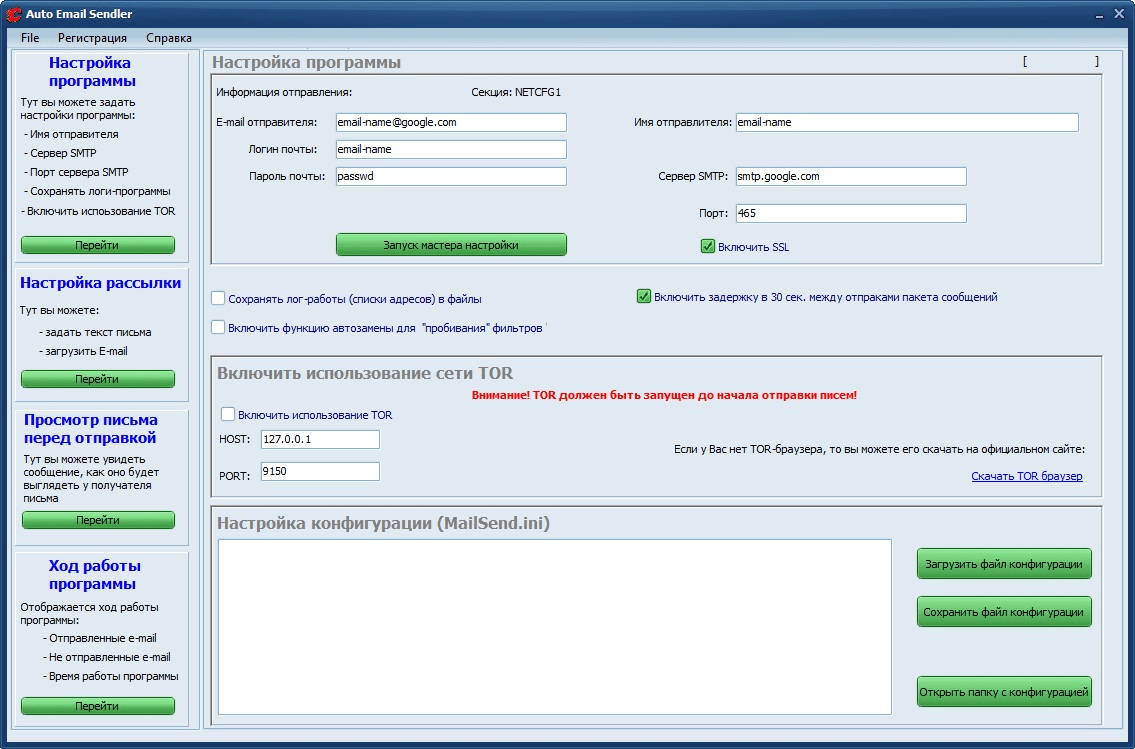 Auto Email Sendler
File Регистрация Справка
Настройка
программы
Тут вы можете задать
настройки программы:
- Имя отправителя
- Сервер SMTP
- Порт сервера SMTP
- Сохранять логи-программы
- Включить испоьзование TOR
Перейти
Настройка рассылки
Тут вы можете:
- задать текст письма
- загрузить E-mail
Перейти
Просмотр письма
перед отправкой
Тут вы можете увидеть
сообщение, как оно будет
выглядеть у получателя
письма
Перейти
Ход работы
программы
Отображается ход работы
программы:
- Отправленные e-mail
- Не отправленные e-mail
- Время работы программы
Перейти
Настройка программы [ ]
Информация отправления: Секция: NETCFG1
E-mail отправителя: email-name@google.com Имя отправлителя: email-name
Логин почты: email-name
Пароль почты: passwd Сервер SMTP: smtp.google.com
Порт: 465
Запуск мастера настройки Включить SSL
Сохранять лог-работы (списки адресов) в файлы Включить задержку в 30 сек. между отпраками пакета сообщений
Включить функцию автозамены для "пробивания" фильтров '
Включить использование сети TOR
Внимание! TOR должен быть запущен до начала отправки писем!
Включить использование TOR
HOST: 127.0.0.1
Если у Вас нет TOR-браузера, то вы можете его скачать на официальном сайте:
PORT: 9150
Скачать TOR браузер
Настройка конфигурации (MailSend.ini)
Загрузить файл конфигурации
Сохранить файл конфигурации
Открыть папку с конфигурацией